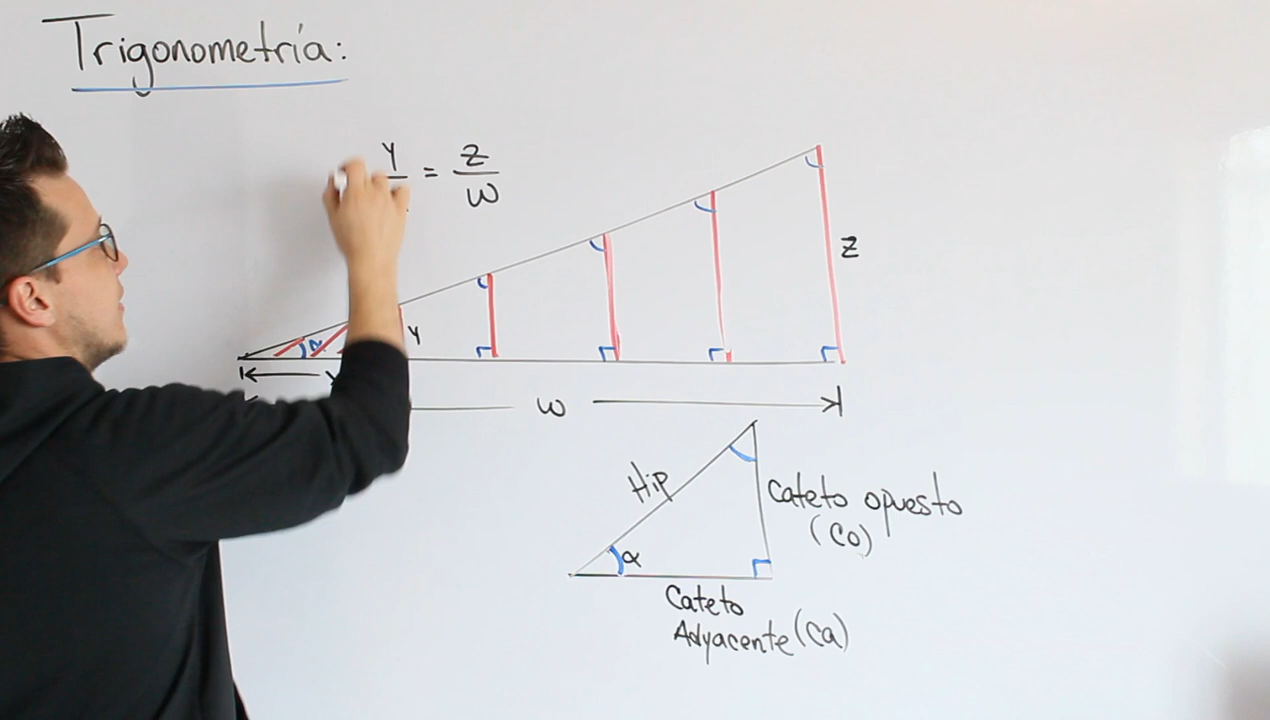 Trigonometría:
Y = Z
W
Z
Y
W
Hip
Cateto opuesto
(Co)
α
Cateto
Adyacente (Ca)